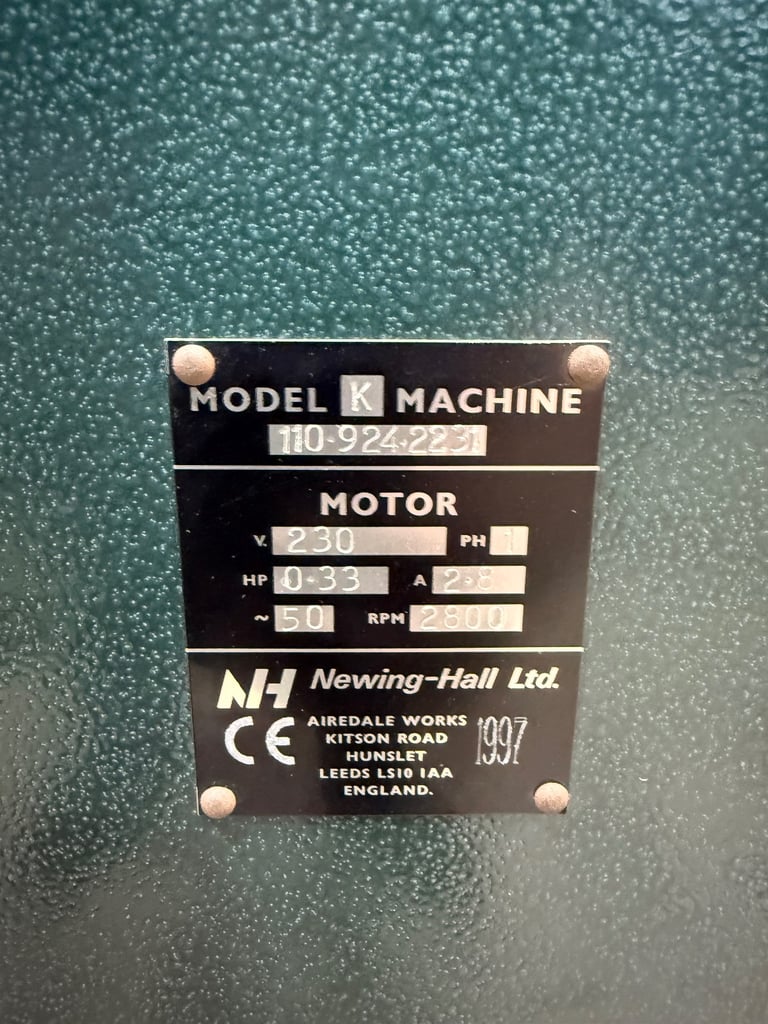 MODEL K MACHINE
110-924-2231
MOTOR
V. 230 PH 1
HP 0·33 A 2·8
~ 50 RPM 2800
NH Newing-Hall Ltd.
CE AIREDALE WORKS 1997
KITSON ROAD
HUNSLET
LEEDS LS10 1AA
ENGLAND.